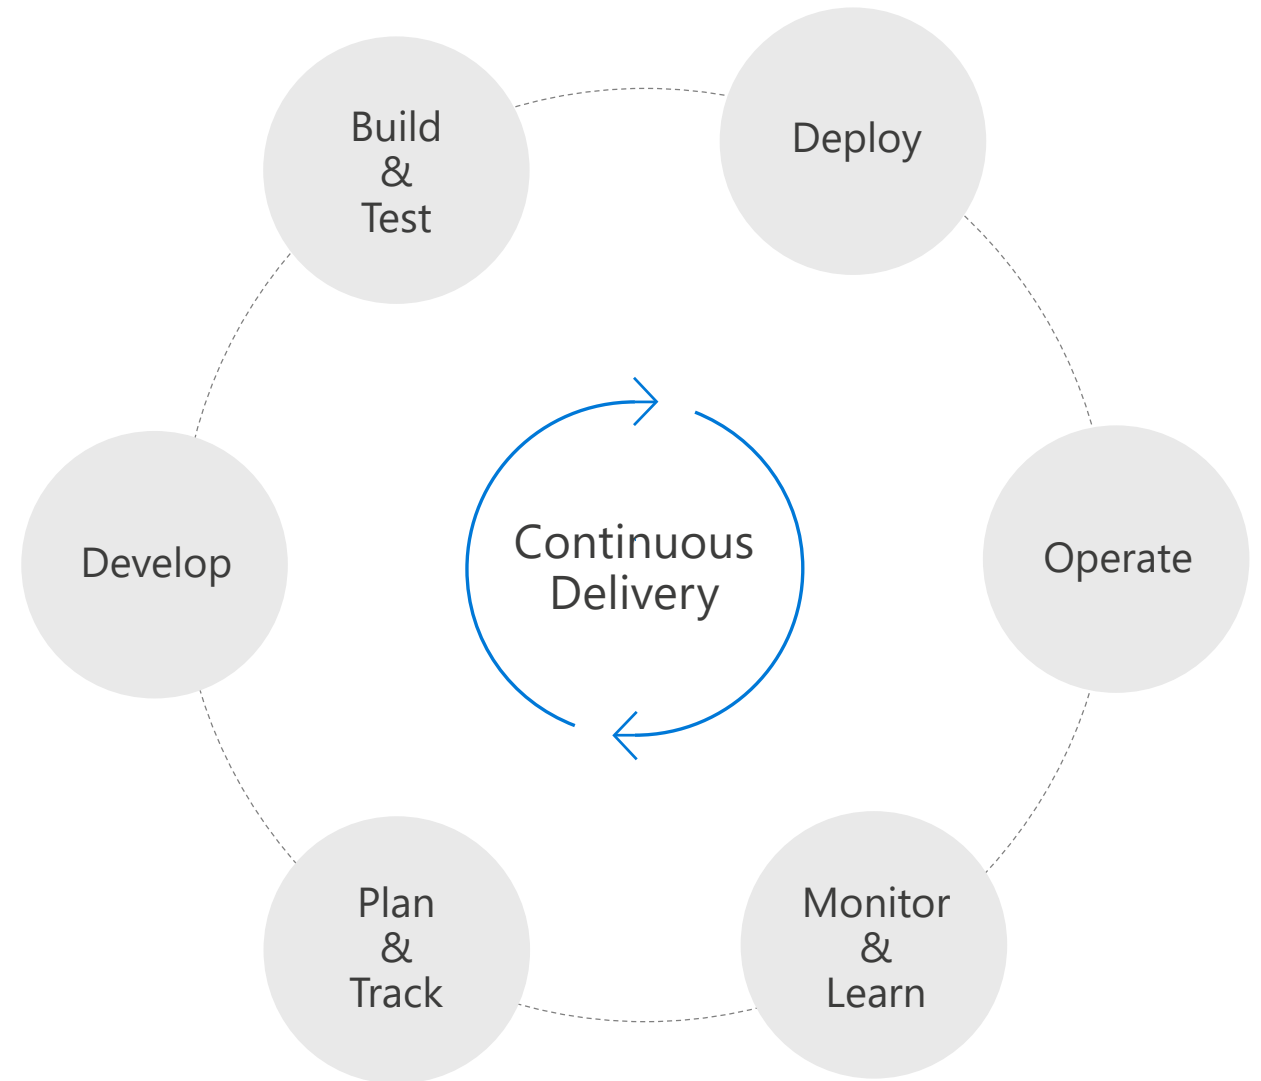 Build
&
Test
Deploy
Develop
Continuous
Delivery
Operate
Plan
&
Track
Monitor
&
Learn